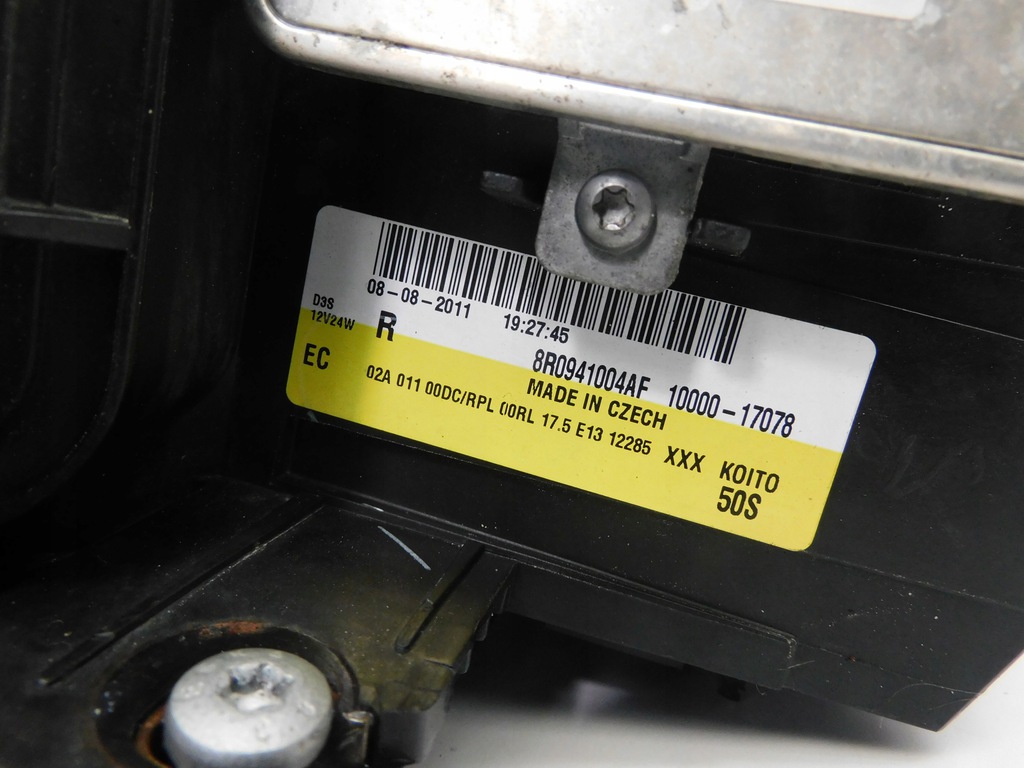 08-08-2011 19:27:45
D3S
12V24W
R
8R0941004AF 10000-17078
EC
MADE IN CZECH
02A 011 00DC/RPL 00RL 17.5 E13 12285 XXX KOITO
50S